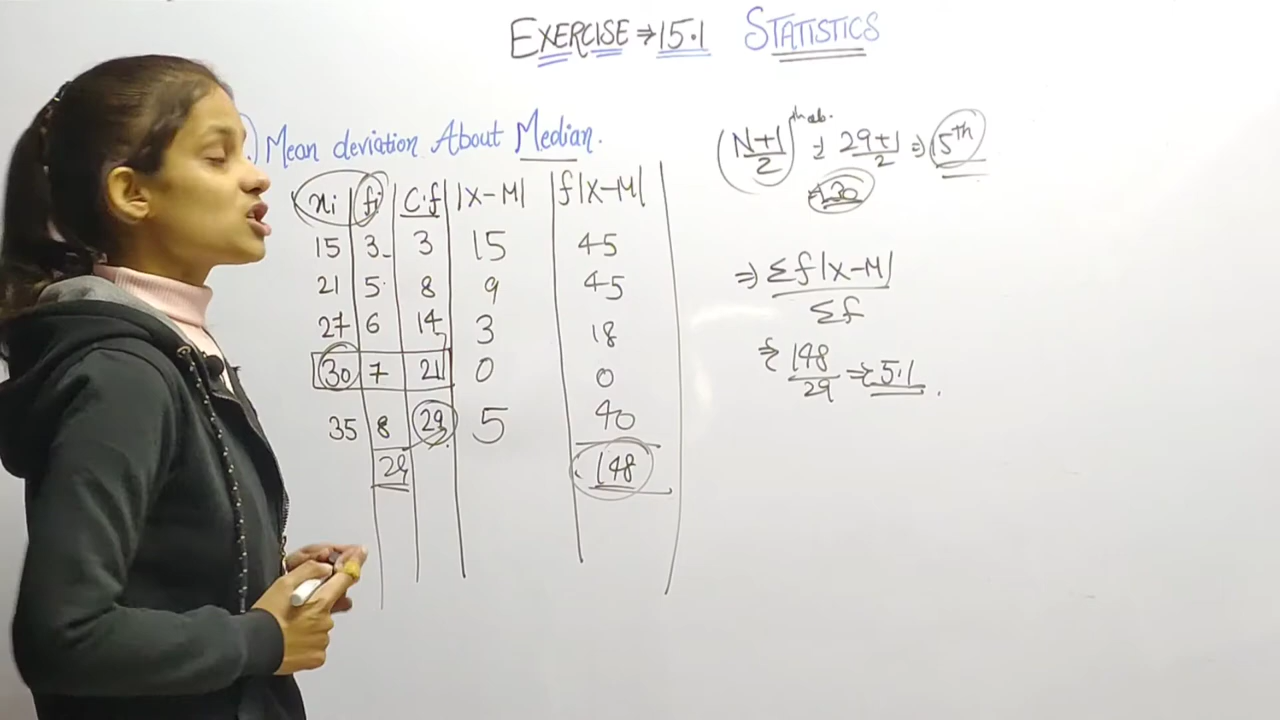 EXERCISE ⇒ 15.1 STATISTICS
) Mean deviation About Median.
xi fi C.f |X-M| f|X-M|
15 3 3 15 45
21 5 8 9 45
27 6 14 3 18
30 7 21 0 0
35 8 29 5 40
29 148
(N+1/2)th ob. 29+1/2 ⇒ 15th
30
⇒ Σf|X-M|/Σf
⇒ 148/29 ⇒ 5.1